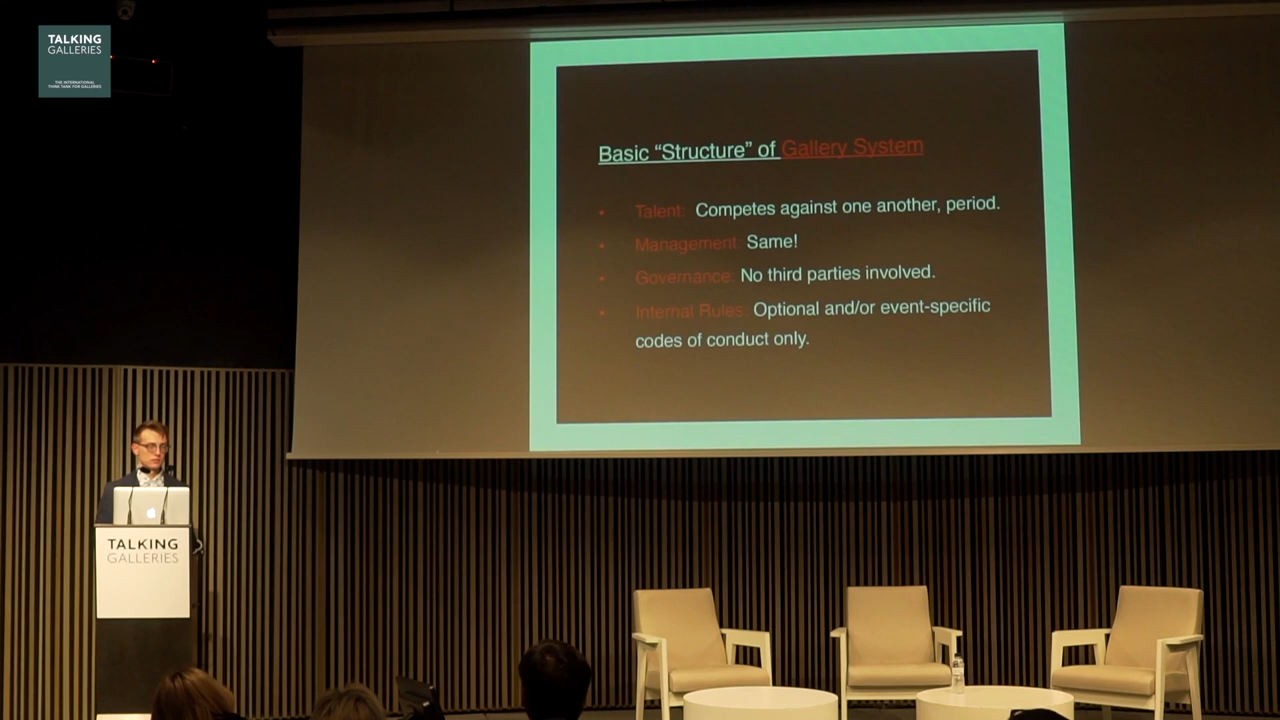 TALKING
GALLERIES
THE INTERNATIONAL
THINK TANK FOR GALLERIES
Basic “Structure” of Gallery System
• Talent: Competes against one another, period.
• Management: Same!
• Governance: No third parties involved.
• Internal Rules: Optional and/or event-specific
codes of conduct only.
TALKING
GALLERIES